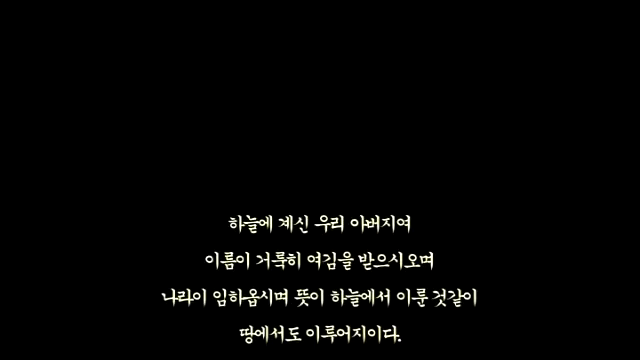 하늘에 계신 우리 아버지여
이름이 거룩히 여김을 받으시오며
나라이 임하옵시며 뜻이 하늘에서 이룬 것같이
땅에서도 이루어지이다.